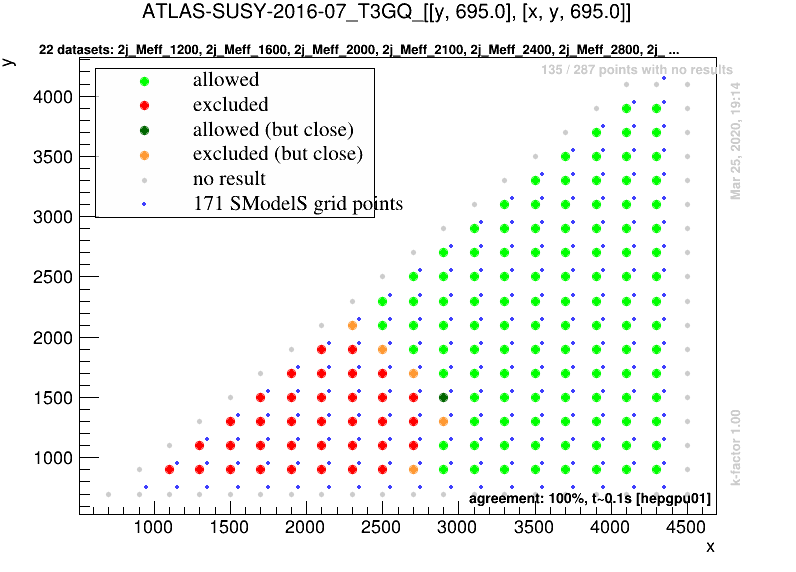 ATLAS-SUSY-2016-07_T3GQ_[[y, 695.0], [x, y, 695.0]]
22 datasets: 2j_Meff_1200, 2j_Meff_1600, 2j_Meff_2000, 2j_Meff_2100, 2j_Meff_2400, 2j_Meff_2800, 2j_ ...
y
135 / 287 points with no results
allowed
excluded
allowed (but close)
excluded (but close)
no result
171 SModelS grid points
4000
3500
3000
2500
2000
1500
1000
Mar 25, 2020, 19:14
k-factor 1.00
agreement: 100%, t~0.1s [hepgpu01]
1000 1500 2000 2500 3000 3500 4000 4500
x